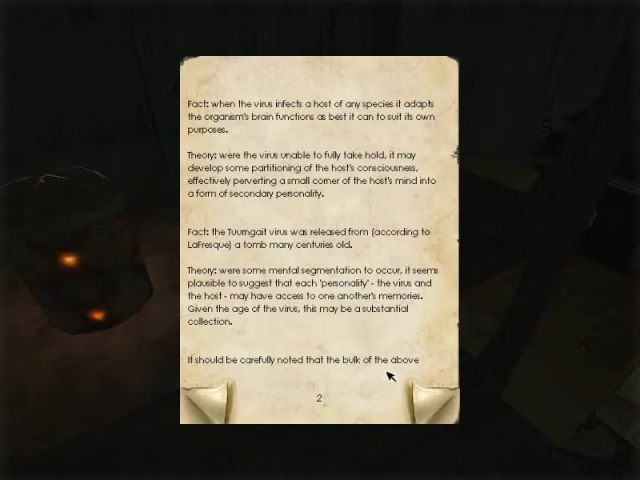 Fact: when the virus infects a host of any species it adapts
the organism's brain functions as best it can to suit its own
purposes.
Theory: were the virus unable to fully take hold, it may
develop some partitioning of the host's consciousness,
effectively perverting a small corner of the host's mind into
a form of secondary personality.
Fact: the Tuurngait virus was released from (according to
LaFresque) a tomb many centuries old.
Theory: were some mental segmentation to occur, it seems
plausible to suggest that each 'personality' - the virus and
the host - may have access to one another's memories.
Given the age of the virus, this may be a substantial
collection.
It should be carefully noted that the bulk of the above
2